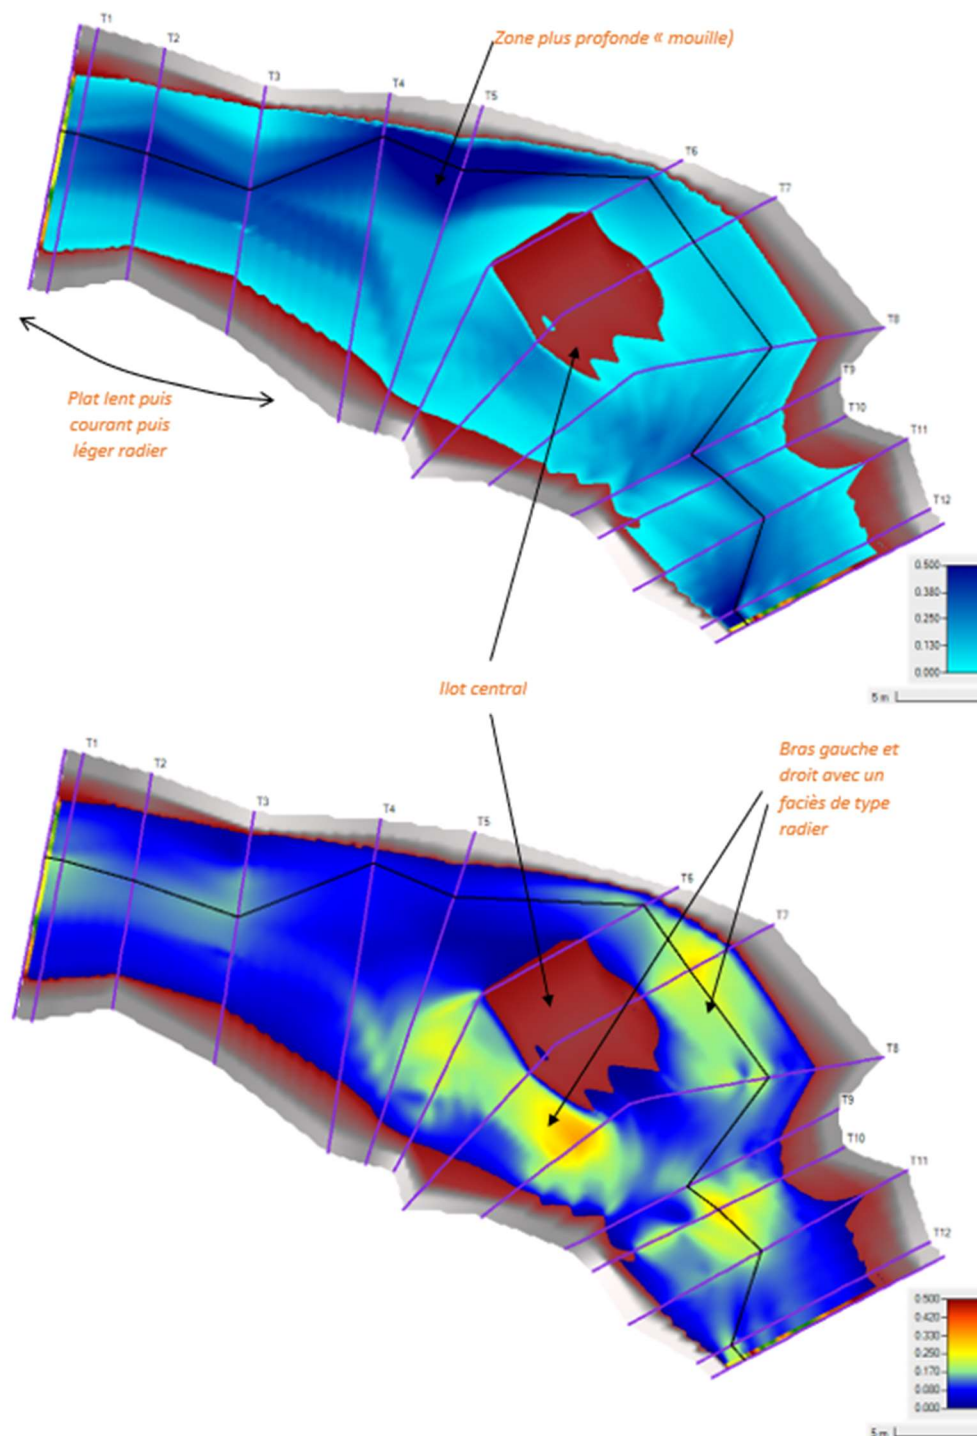 T1
T2
T3
T4
T5
T6
T7
T8
T9
T10
T11
T12
Zone plus profonde « mouille)
Plat lent puis
courant puis
léger radier
0.500
0.380
0.250
0.130
0.000
5 m
Ilot central
Bras gauche et
droit avec un
faciès de type
radier
T1
T2
T3
T4
T5
T6
T7
T8
T9
T10
T11
T12
0.500
0.420
0.330
0.250
0.170
0.080
0.000
5 m